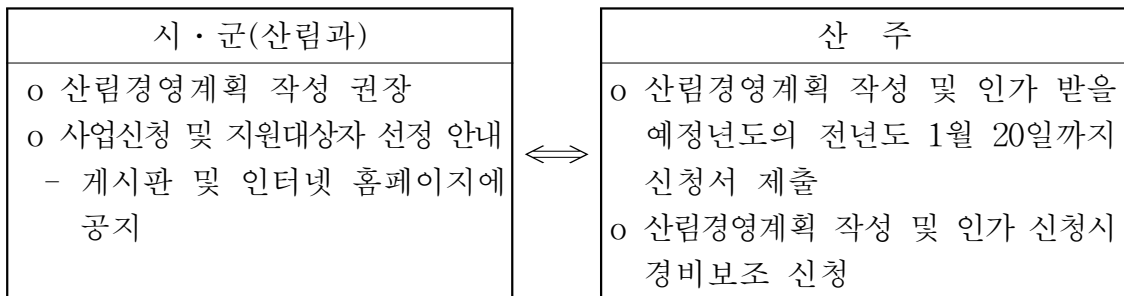 시·군(산림과)
o 산림경영계획 작성 권장
o 사업신청 및 지원대상자 선정 안내
- 게시판 및 인터넷 홈페이지에
공지
⇔
산 주
o 산림경영계획 작성 및 인가 받을
예정년도의 전년도 1월 20일까지
신청서 제출
o 산림경영계획 작성 및 인가 신청시
경비보조 신청